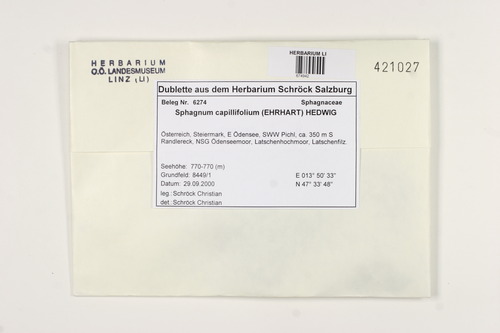 HERBARIUM
O.Ö. LANDESMUSEUM
LINZ (LI)
HERBARIUM LI
421027
Dublette aus dem Herbarium Schröck Salzburg
Beleg Nr. 6274 Sphagnaceae
Sphagnum capillifolium (EHRHART) HEDWIG
Österreich, Steiermark, E Ödensee, SWW Pichl, ca. 350 m S
Randlereck, NSG Ödenseemoor, Latschenhochmoor, Latschenfilz.
Seehöhe: 770-770 (m)
Grundfeld: 8449/1 E 013° 50' 33"
Datum: 29.09.2000 N 47° 33' 48"
leg.: Schröck Christian
det.: Schröck Christian